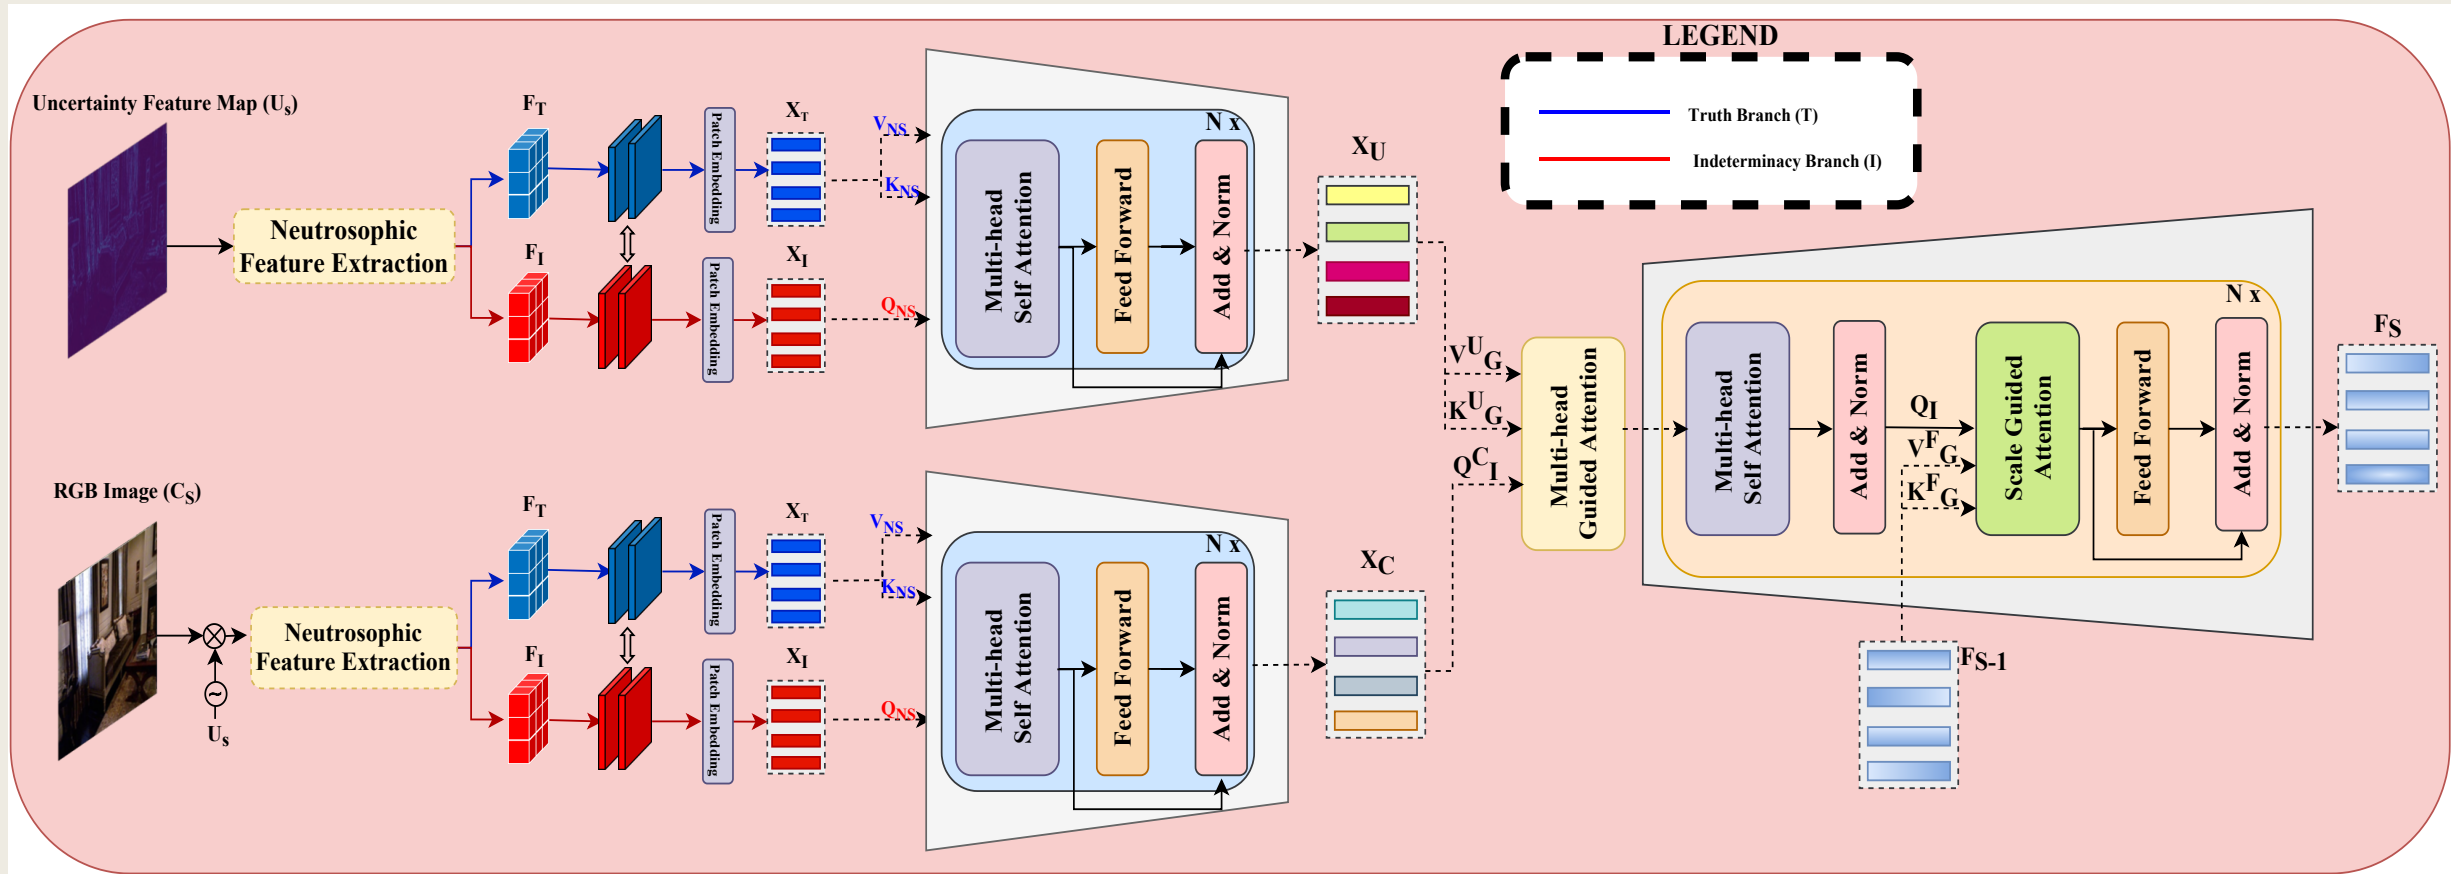 LEGEND
Truth Branch (T)
Indeterminacy Branch (I)
Uncertainty Feature Map (Us)
Neutrosophic
Feature Extraction
FT
FI
Patch Embedding
Patch Embedding
XT
XI
VNS
KNS
QNS
N x
Multi-head
Self Attention
Feed Forward
Add & Norm
XU
RGB Image (CS)
~
Us
Neutrosophic
Feature Extraction
FT
FI
Patch Embedding
Patch Embedding
XT
XI
VNS
KNS
QNS
N x
Multi-head
Self Attention
Feed Forward
Add & Norm
XC
VUG
KUG
QCI
Multi-head
Guided Attention
N x
Multi-head
Self Attention
Add & Norm
QI
VFG
KFG
Scale Guided
Attention
Feed Forward
Add & Norm
FS
FS-1